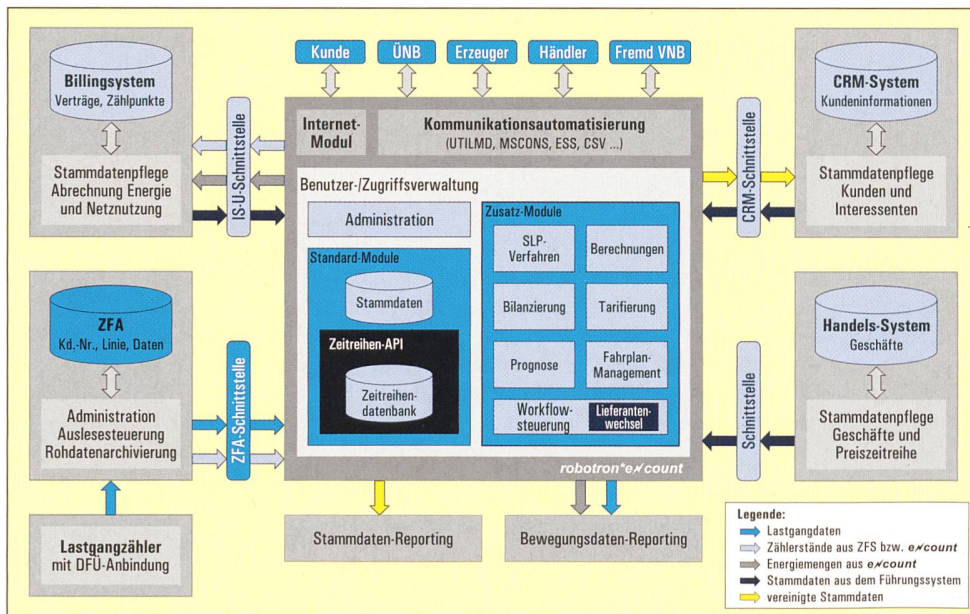 Kunde
ÜNB
Erzeuger
Händler
Fremd VNB
Billingsystem
Verträge, Zählpunkte
Stammdatenpflege
Abrechnung Energie
und Netznutzung
IS-U-Schnittstelle
Internet-
Modul
Kommunikationsautomatisierung
(UTILMD, MSCONS, ESS, CSV ...)
CRM-Schnittstelle
CRM-System
Kundeninformationen
Stammdatenpflege
Kunden und
Interessenten
Benutzer-/Zugriffsverwaltung
Administration
Standard-Module
Stammdaten
Zeitreihen-API
Zeitreihen-
datenbank
Zusatz-Module
SLP-
Verfahren
Berechnungen
Bilanzierung
Tarifierung
Prognose
Fahrplan-
Management
Workflow-
steuerung
Lieferanten-
wechsel
robotron*e count
ZFA
Kd.-Nr., Linie, Daten
Administration
Auslesesteuerung
Rohdatenarchivierung
ZFA-Schnittstelle
Lastgangzähler
mit DFÜ-Anbindung
Handels-System
Geschäfte
Stammdatenpflege
Geschäfte und
Preiszeitreihe
Schnittstelle
Stammdaten-Reporting
Bewegungsdaten-Reporting
Legende:
Lastgangdaten
Zählerstände aus ZFS bzw. e count
Energiemengen aus e count
Stammdaten aus dem Führungssystem
vereinigte Stammdaten